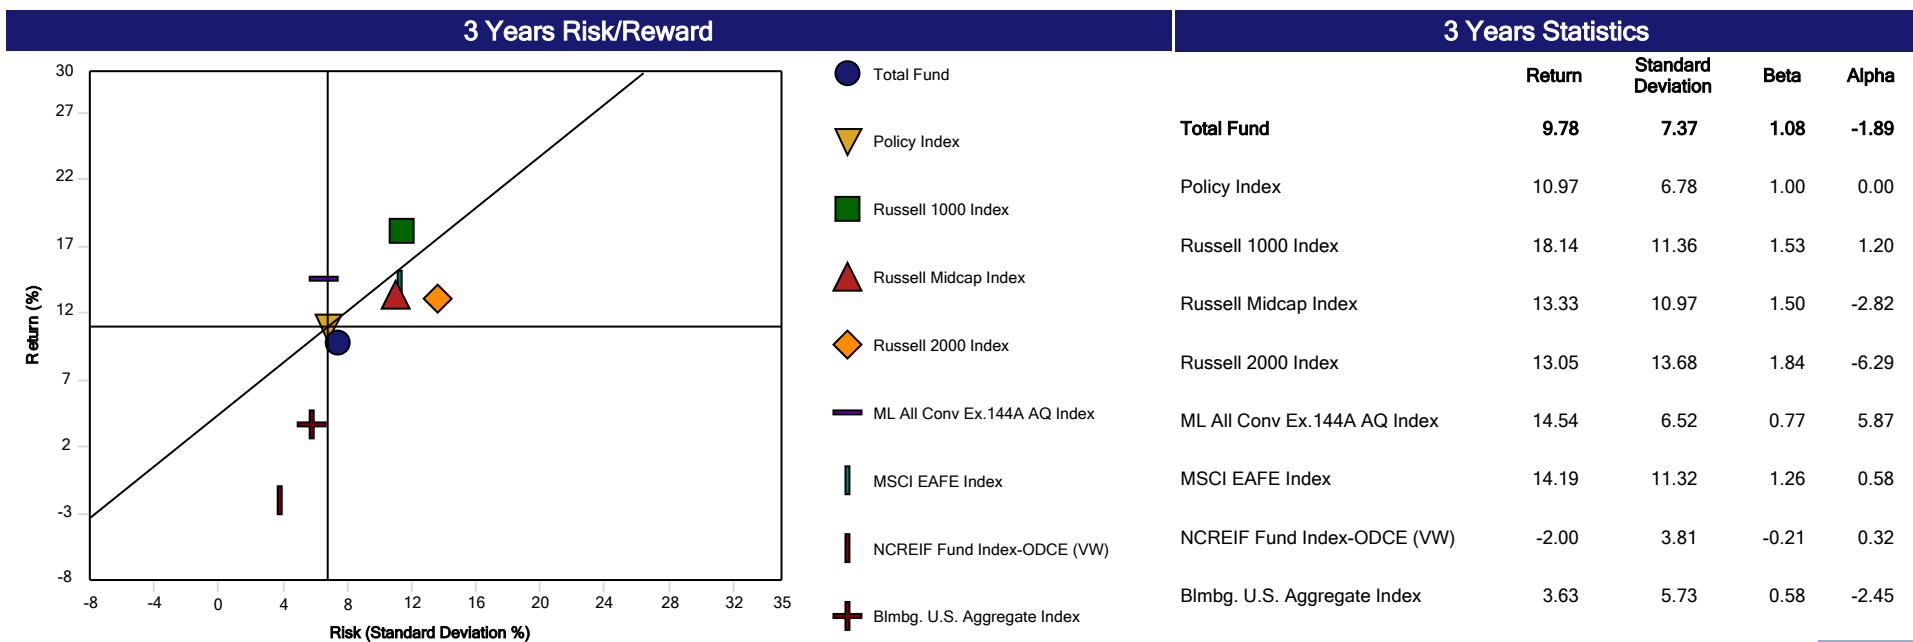 3 Years Risk/Reward
30
27
22
17
12
7
2
-3
-8
-8 -4 0 4 8 12 16 20 24 28 32 35
Return (%)
Risk (Standard Deviation %)
Total Fund
Policy Index
Russell 1000 Index
Russell Midcap Index
Russell 2000 Index
ML All Conv Ex.144A AQ Index
MSCI EAFE Index
NCREIF Fund Index-ODCE (VW)
Blmbg. U.S. Aggregate Index
3 Years Statistics
Return Standard Deviation Beta Alpha
Total Fund 9.78 7.37 1.08 -1.89
Policy Index 10.97 6.78 1.00 0.00
Russell 1000 Index 18.14 11.36 1.53 1.20
Russell Midcap Index 13.33 10.97 1.50 -2.82
Russell 2000 Index 13.05 13.68 1.84 -6.29
ML All Conv Ex.144A AQ Index 14.54 6.52 0.77 5.87
MSCI EAFE Index 14.19 11.32 1.26 0.58
NCREIF Fund Index-ODCE (VW) -2.00 3.81 -0.21 0.32
Blmbg. U.S. Aggregate Index 3.63 5.73 0.58 -2.45